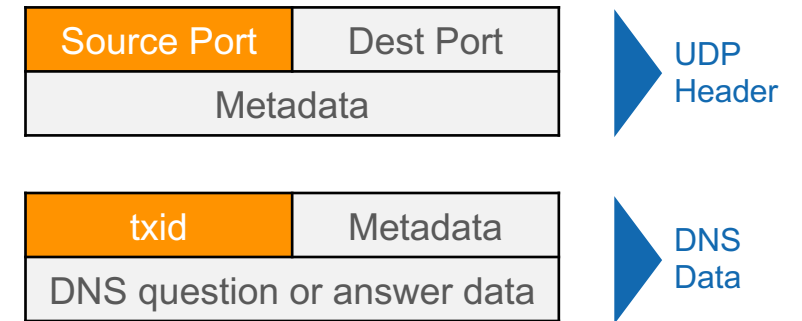 Source Port Dest Port
Metadata
UDP
Header
txid Metadata
DNS question or answer data
DNS
Data